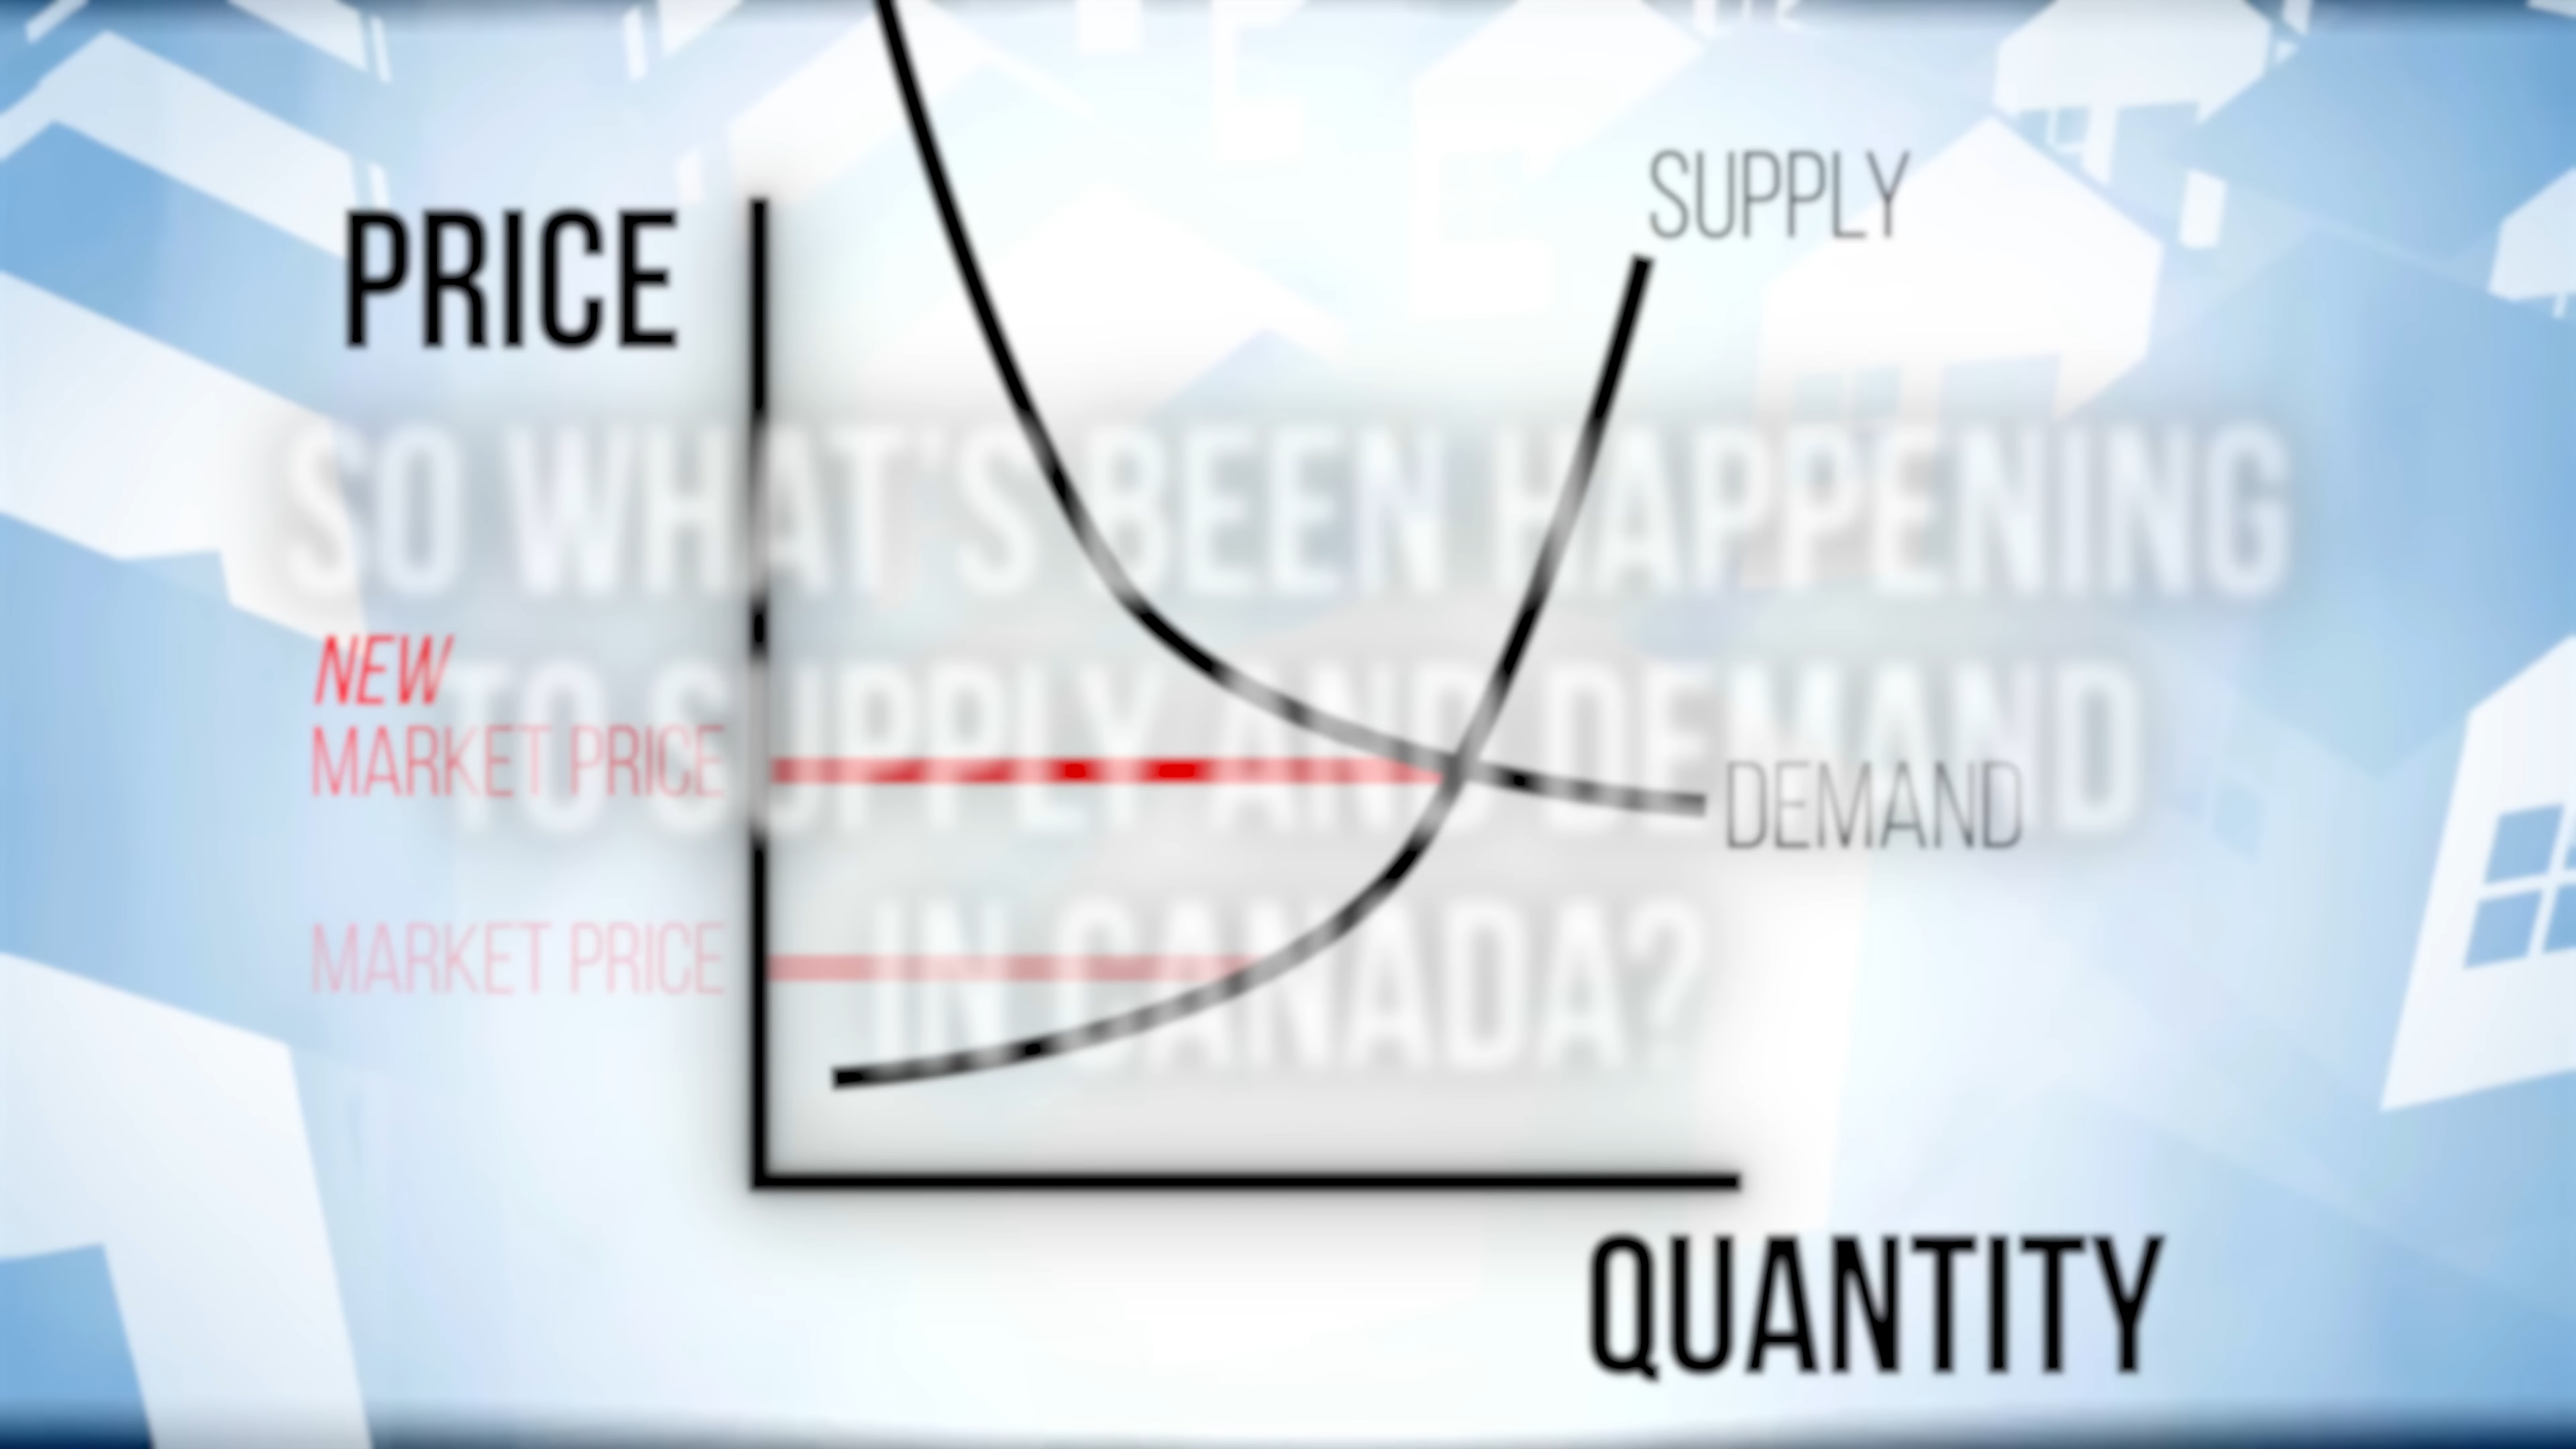 SUPPLY
PRICE
SO WHAT'S BEEN HAPPENING
NEW
TO SUPPLY AND DEMAND
MARKET PRICE
DEMAND
IN CANADA?
MARKET PRICE
QUANTITY